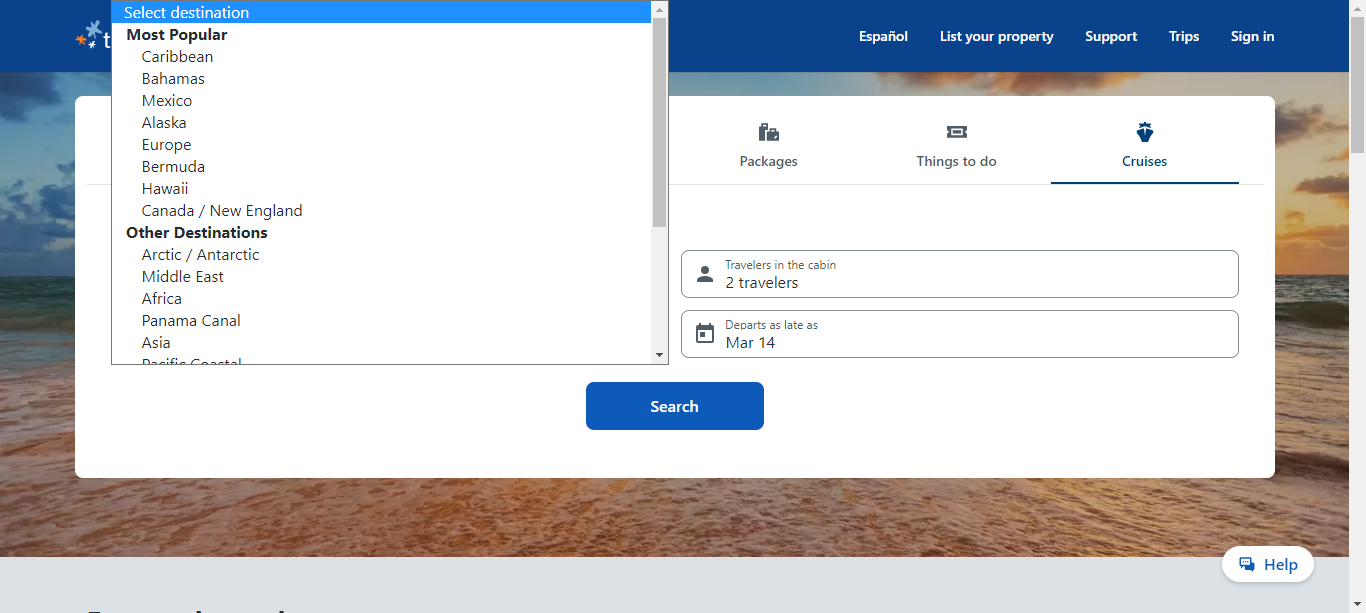 Select destination
Most Popular
Caribbean
Bahamas
Mexico
Alaska
Europe
Bermuda
Hawaii
Canada / New England
Other Destinations
Arctic / Antarctic
Middle East
Africa
Panama Canal
Asia
Pacific Coastal
t
Español
List your property
Support
Trips
Sign in
Packages
Things to do
Cruises
Travelers in the cabin
2 travelers
Departs as late as
Mar 14
Search
Help